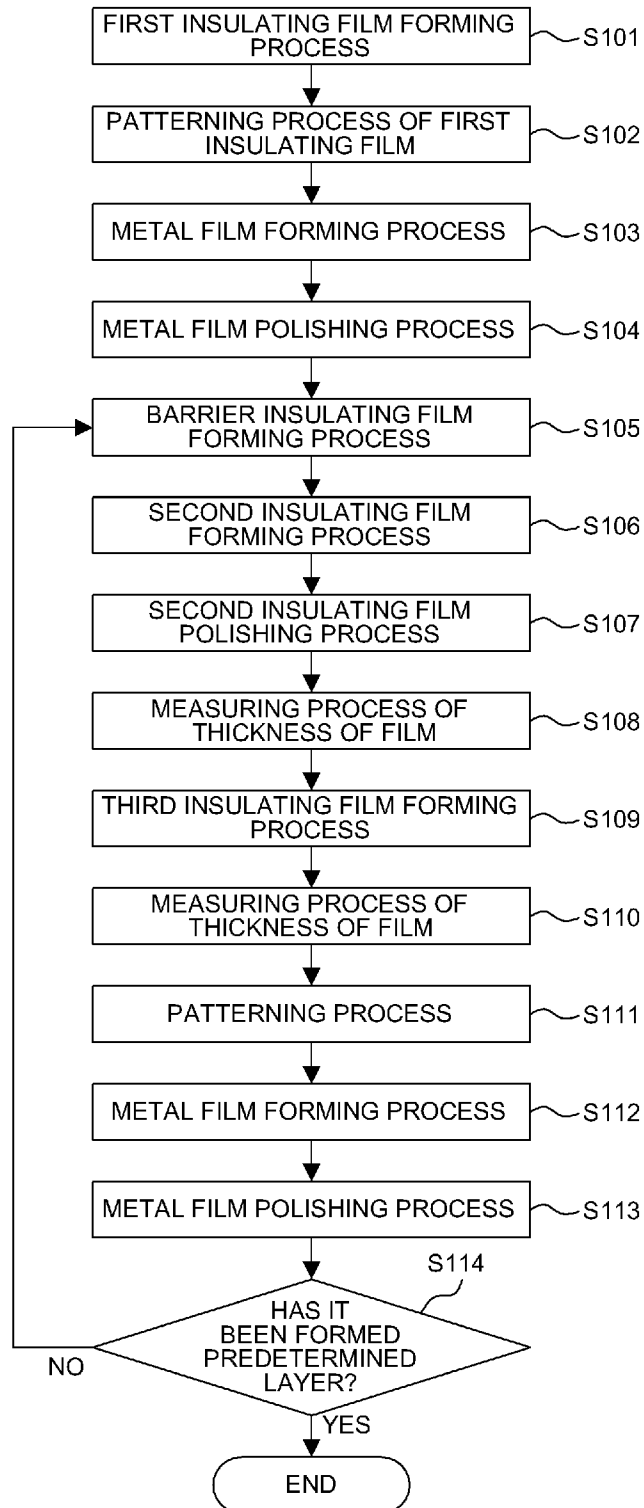 FIRST INSULATING FILM FORMING
PROCESS
S101
PATTERNING PROCESS OF FIRST
INSULATING FILM
S102
METAL FILM FORMING PROCESS
S103
METAL FILM POLISHING PROCESS
S104
BARRIER INSULATING FILM
FORMING PROCESS
S105
SECOND INSULATING FILM
FORMING PROCESS
S106
SECOND INSULATING FILM
POLISHING PROCESS
S107
MEASURING PROCESS OF
THICKNESS OF FILM
S108
THIRD INSULATING FILM FORMING
PROCESS
S109
MEASURING PROCESS OF
THICKNESS OF FILM
S110
PATTERNING PROCESS
S111
METAL FILM FORMING PROCESS
S112
METAL FILM POLISHING PROCESS
S113
S114
HAS IT
BEEN FORMED
PREDETERMINED
LAYER?
NO
YES
END